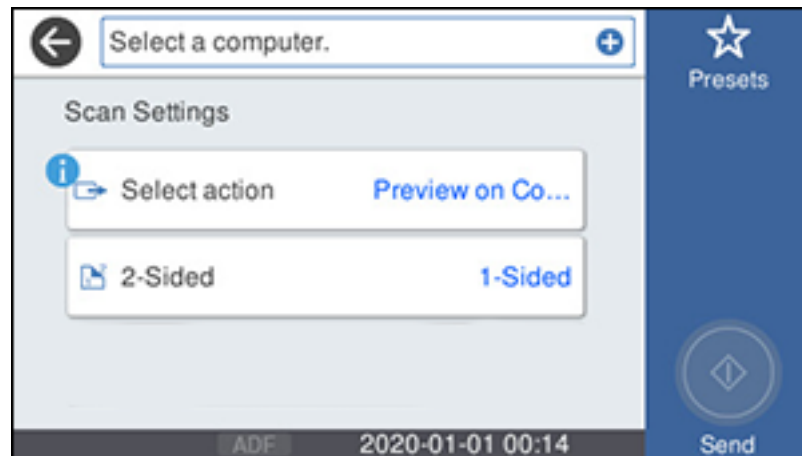 Select a computer.
Presets
Scan Settings
Select action Preview on Co...
2-Sided 1-Sided
ADF 2020-01-01 00:14
Send